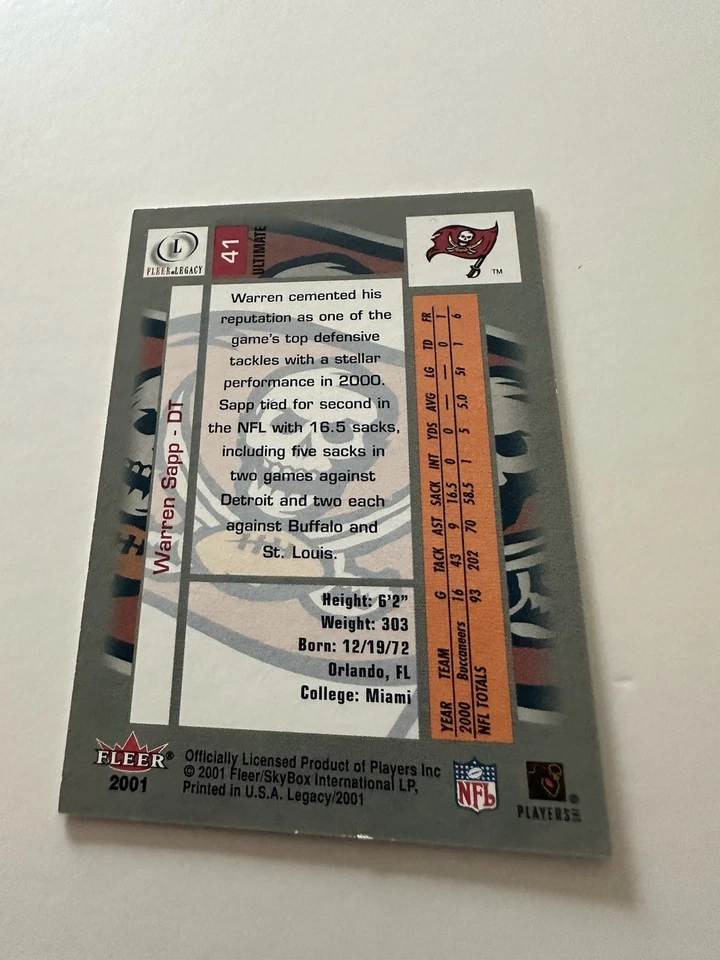 L
FLEER LEGACY
41
ULTIMATE
TM
Warren Sapp - DT
Warren cemented his
reputation as one of the
game's top defensive
tackles with a stellar
performance in 2000.
Sapp tied for second in
the NFL with 16.5 sacks,
including five sacks in
two games against
Detroit and two each
against Buffalo and
St. Louis.
Height: 6'2"
Weight: 303
Born: 12/19/72
Orlando, FL
College: Miami
YEAR TEAM G TACK AST SACK INT YDS AVG LG TD FR
2000 Buccaneers 16 43 9 16.5 0 0 — — 0 1
NFL TOTALS 93 202 70 58.5 1 5 5.0 5t 1 6
FLEER®
2001
Officially Licensed Product of Players Inc
© 2001 Fleer/SkyBox International LP,
Printed in U.S.A. Legacy/2001
NFL
PLAYERS INC ®